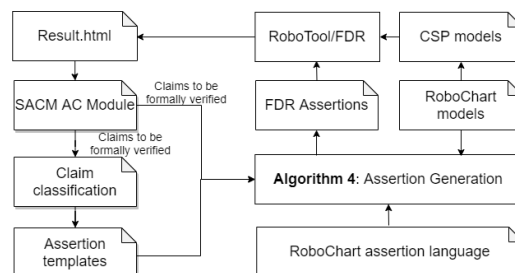 Result.html
RoboTool/FDR
CSP models
Claims to be
formally verified
SACM AC Module
FDR Assertions
RoboChart
models
Claims to be
formally verified
Claim
classification
Algorithm 4: Assertion Generation
Assertion
templates
RoboChart assertion language